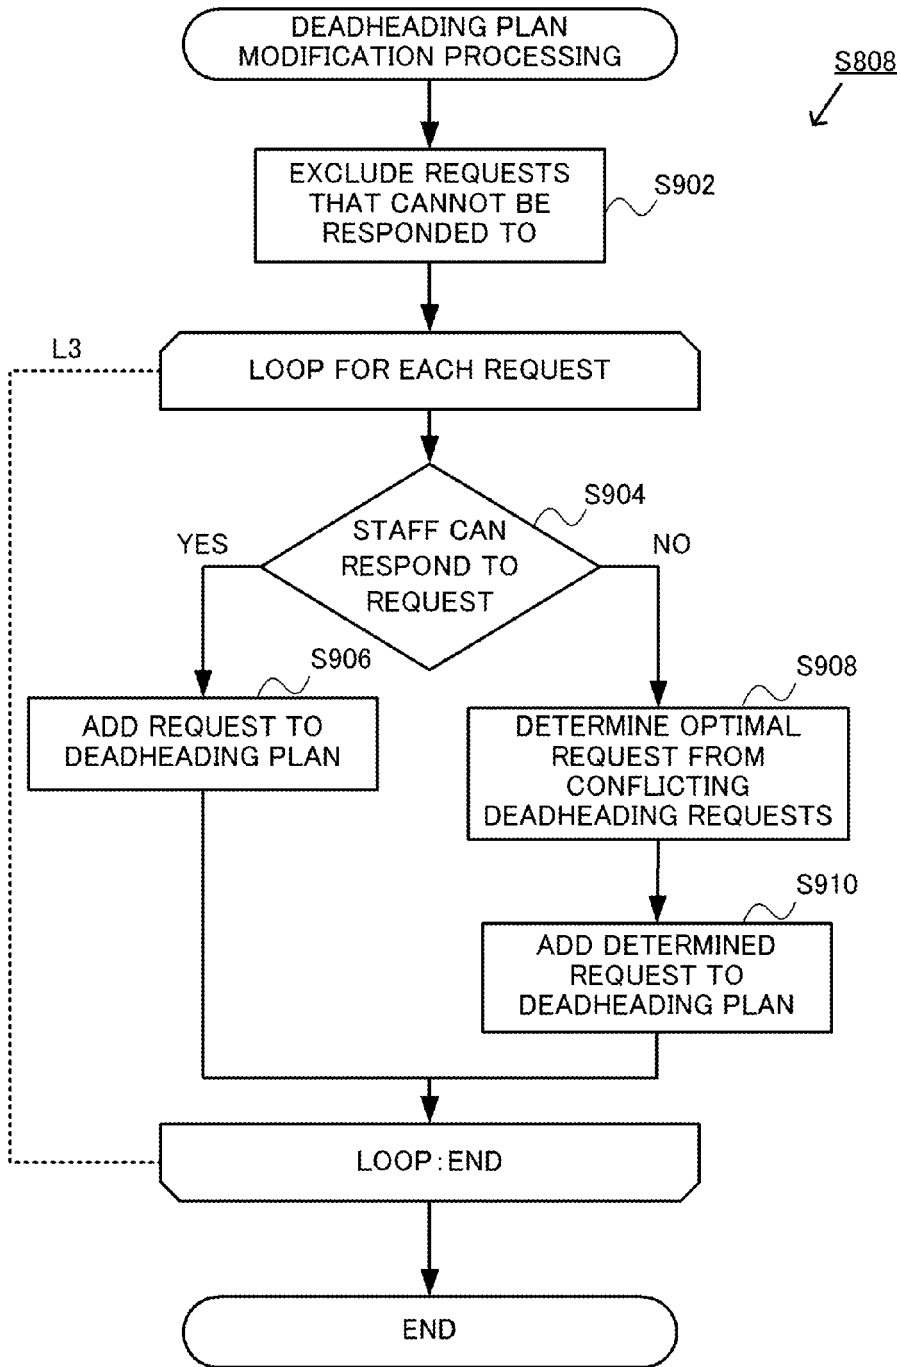 DEADHEADING PLAN
MODIFICATION PROCESSING
S808
EXCLUDE REQUESTS
THAT CANNOT BE
RESPONDED TO
S902
L3
LOOP FOR EACH REQUEST
S904
STAFF CAN
RESPOND TO
REQUEST
YES
NO
S906
ADD REQUEST TO
DEADHEADING PLAN
S908
DETERMINE OPTIMAL
REQUEST FROM
CONFLICTING
DEADHEADING REQUESTS
S910
ADD DETERMINED
REQUEST TO
DEADHEADING PLAN
LOOP:END
END